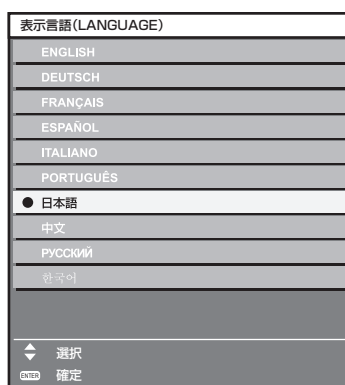 表示言語(LANGUAGE)
ENGLISH
DEUTSCH
FRANÇAIS
ESPAÑOL
ITALIANO
PORTUGUÊS
日本語
中文
РУССКИЙ
한국어
選択
ENTER 確定